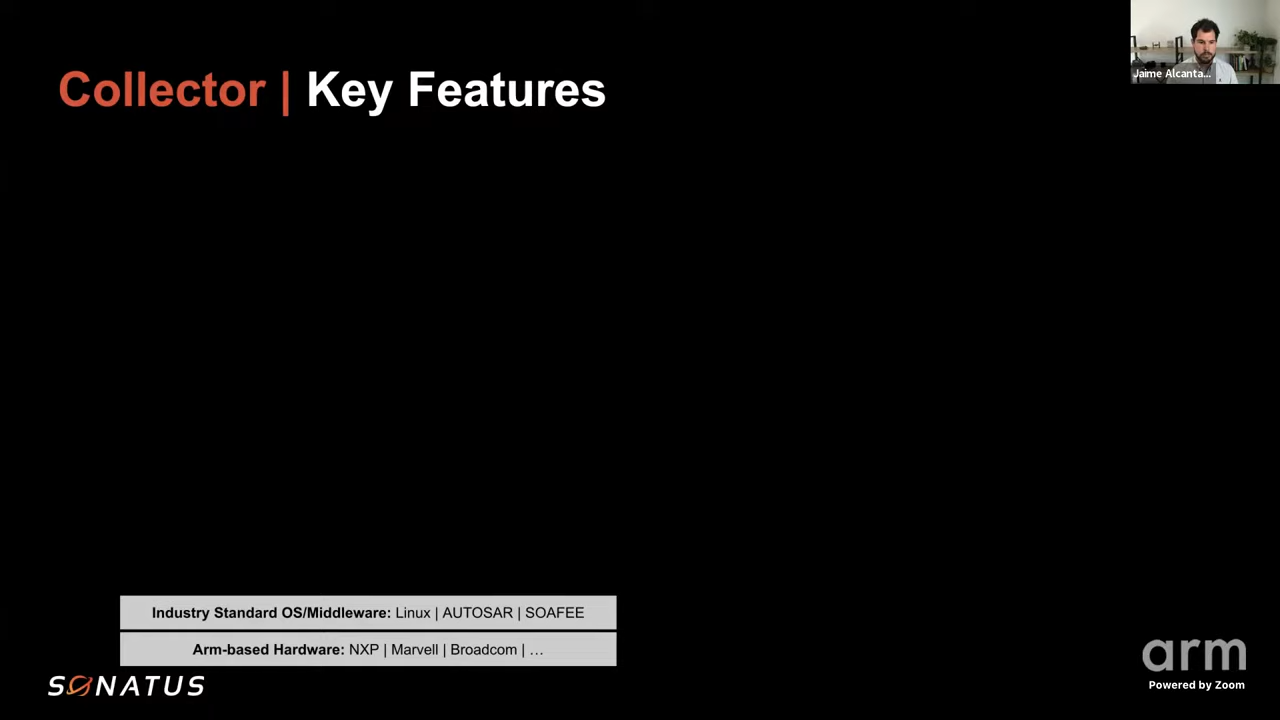 Collector | Key Features
Jaime Alcanta...
Industry Standard OS/Middleware: Linux | AUTOSAR | SOAFEE
Arm-based Hardware: NXP | Marvell | Broadcom | …
SONATUS
arm
Powered by Zoom